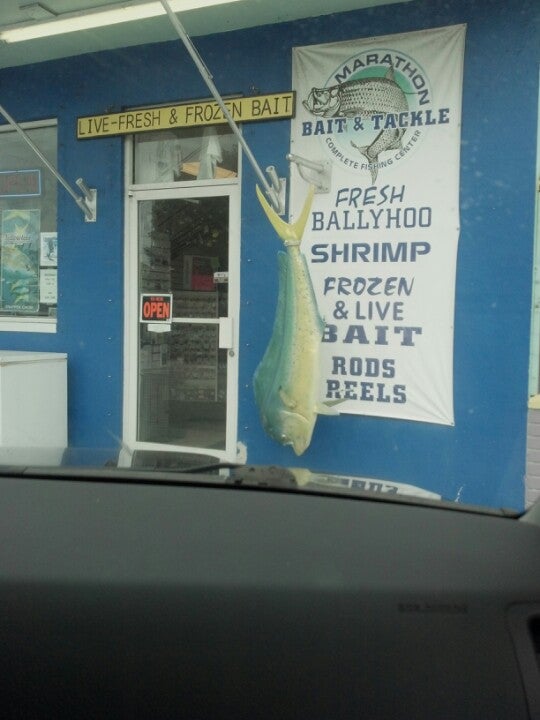 LIVE-FRESH & FROZEN BAIT
MARATHON
BAIT & TACKLE
COMPLETE FISHING CENTER
FRESH
BALLYHOO
SHRIMP
FROZEN
& LIVE
BAIT
RODS
REELS
OPEN